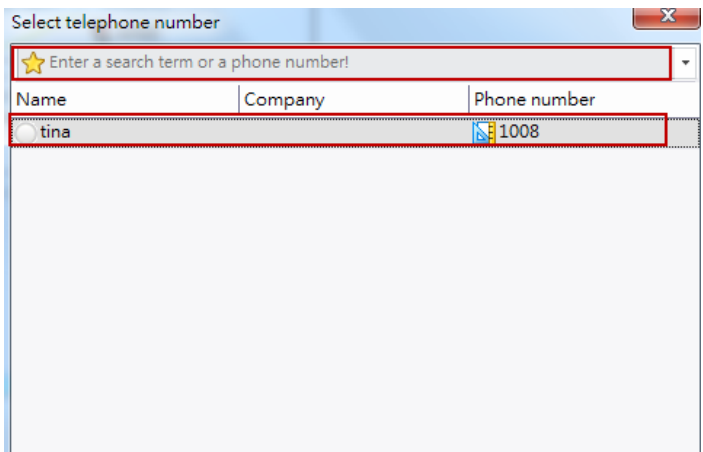 Select telephone number
Enter a search term or a phone number!
Name Company Phone number
tina 1008